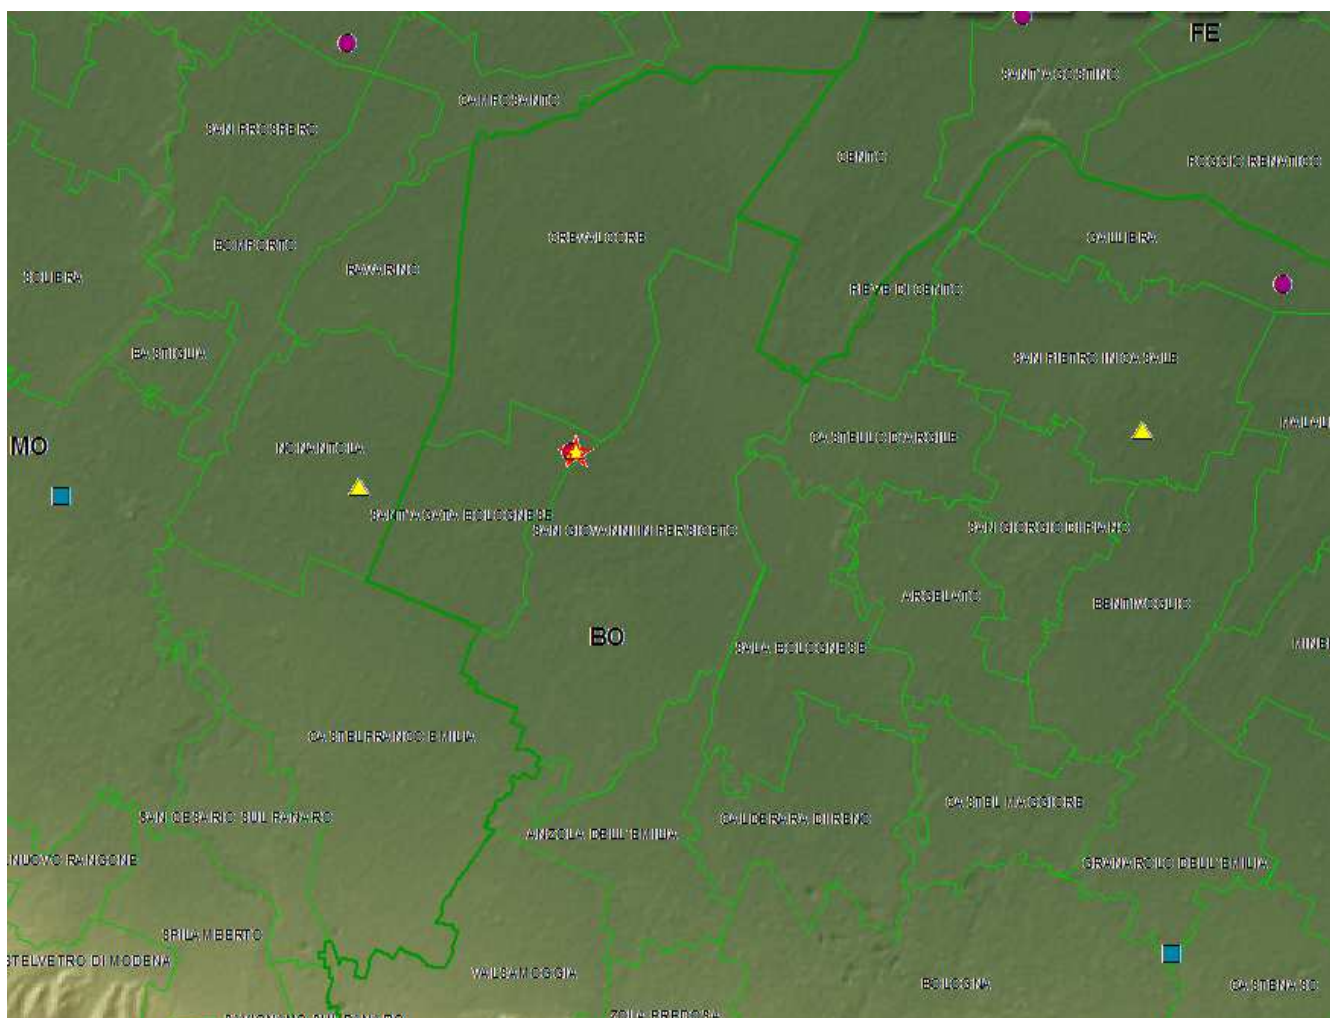 FE
SANT'AGOSTINO
CAMPOSANTO
SAN PROSPERO
CENTO
POGGIO RENATICO
CREVALCORE
GALLIERA
BOMPORTO
RAVARINO
SOLIERA
PIEVE DI CENTO
BASTIGLIA
SAN PIETRO IN CASALE
MALAL
CASTELLO D'ARGILE
MO
NONANTOLA
SANT'AGATA BOLOGNESE
SAN GIOVANNI IN PERSICETO
SAN GIORGIO DI PIANO
ARGELATO
BENTIVOGLIO
BO
SALA BOLOGNESE
MINER
CASTELFRANCO EMILIA
CASTEL MAGGIORE
SAN CESARIO SUL PANARO
CALDERARA DI RENO
ANZOLA DELL'EMILIA
NUOVO RANGONE
GRANAROLO DELL'EMILIA
SPILAMBERTO
STELVETRO DI MODENA
VALSAMOGGIA
BOLOGNA
CASTENASO
ZOLA PREDOSA